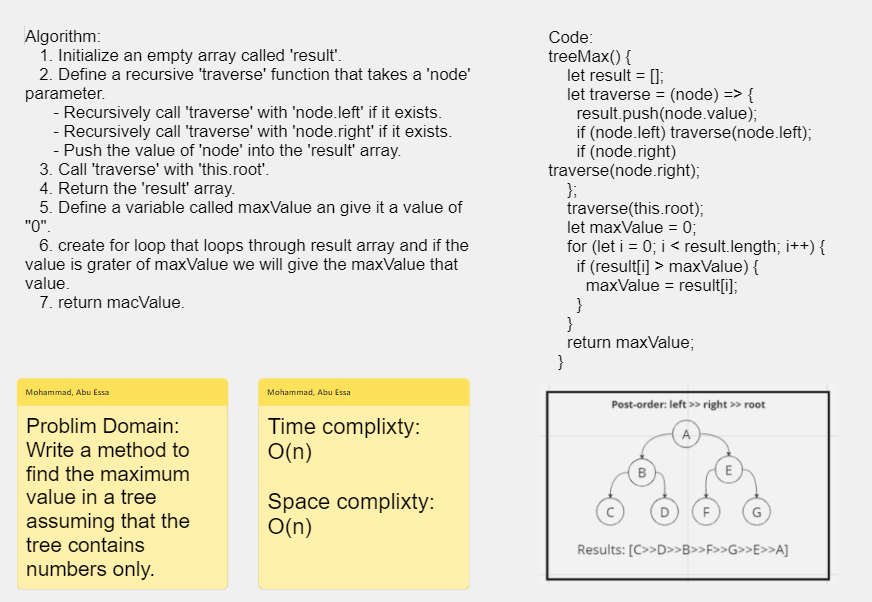 Algorithm:
1. Initialize an empty array called 'result'.
2. Define a recursive 'traverse' function that takes a 'node'
parameter.
- Recursively call 'traverse' with 'node.left' if it exists.
- Recursively call 'traverse' with 'node.right' if it exists.
- Push the value of 'node' into the 'result' array.
3. Call 'traverse' with 'this.root'.
4. Return the 'result' array.
5. Define a variable called maxValue an give it a value of
"0".
6. create for loop that loops through result array and if the
value is grater of maxValue we will give the maxValue that
value.
7. return macValue.
Code:
treeMax() {
let result = [];
let traverse = (node) => {
result.push(node.value);
if (node.left) traverse(node.left);
if (node.right)
traverse(node.right);
};
traverse(this.root);
let maxValue = 0;
for (let i = 0; i < result.length; i++) {
if (result[i] > maxValue) {
maxValue = result[i];
}
}
return maxValue;
}
Mohammad, Abu Essa
Problim Domain:
Write a method to
find the maximum
value in a tree
assuming that the
tree contains
numbers only.
Mohammad, Abu Essa
Time complixty:
O(n)
Space complixty:
O(n)
Post-order: left >> right >> root
A
B E
C D F G
Results: [C>>D>>B>>F>>G>>E>>A]